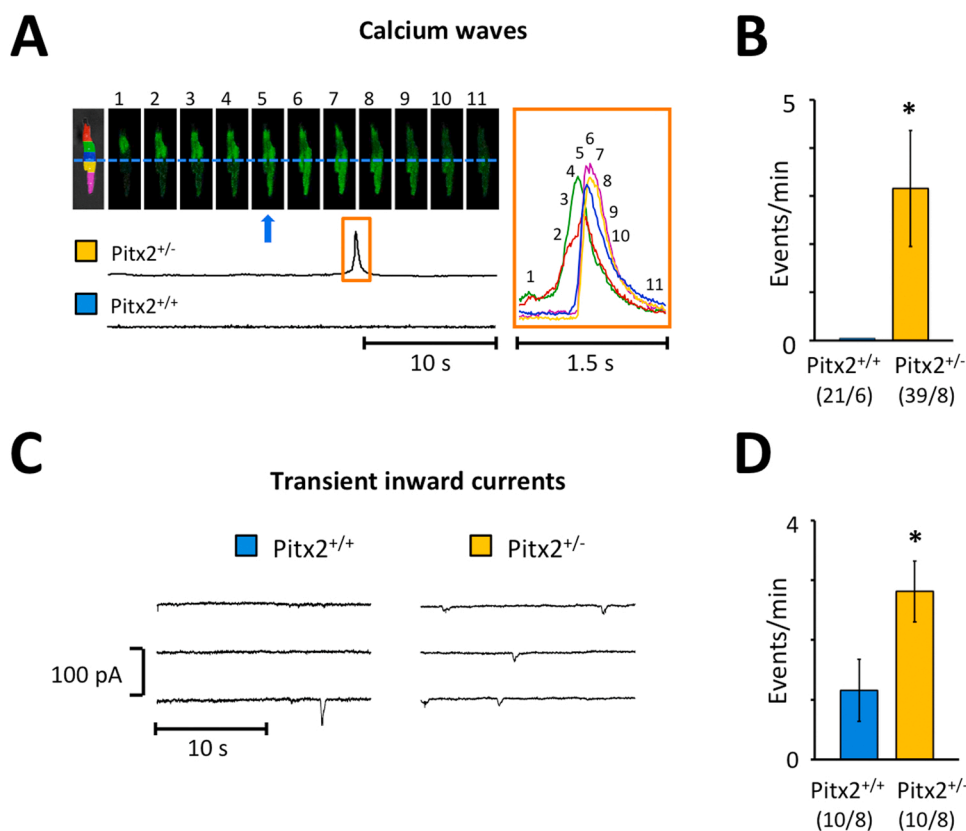 A
Calcium waves
1 2 3 4 5 6 7 8 9 10 11
Pitx2+/-
Pitx2+/+
10 s
1
2
3
4
5
6
7
8
9
10
11
1.5 s
B
Events/min
5
*
0
Pitx2+/+ Pitx2+/-
(21/6) (39/8)
C
Transient inward currents
Pitx2+/+ Pitx2+/-
100 pA
10 s
D
Events/min
4
*
0
Pitx2+/+ Pitx2+/-
(10/8) (10/8)